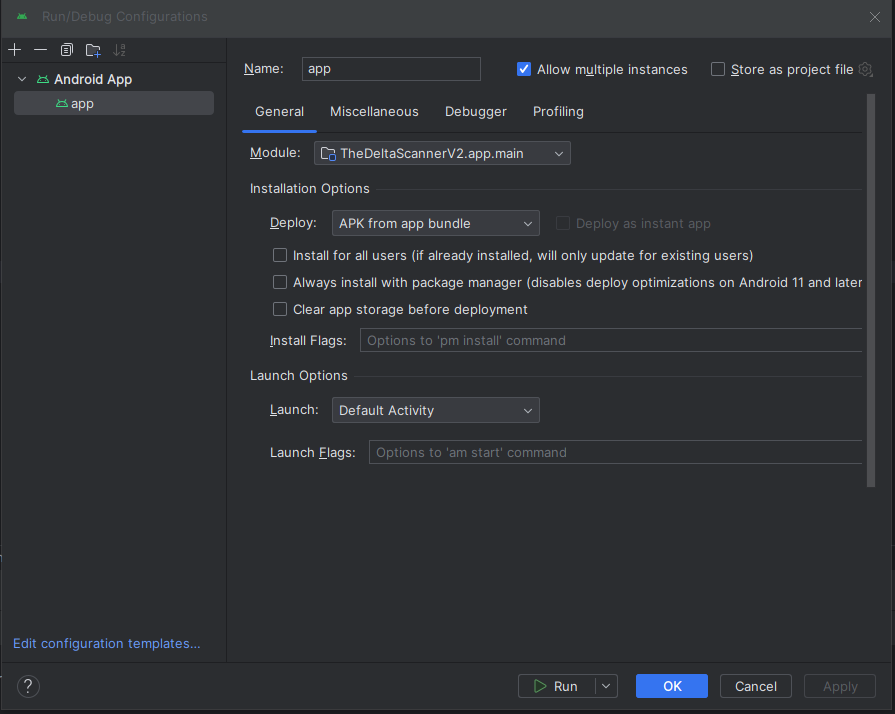 Run/Debug Configurations
Name: app
Allow multiple instances
Store as project file
Android App
app
General Miscellaneous Debugger Profiling
Module: TheDeltaScannerV2.app.main
Installation Options
Deploy: APK from app bundle
Deploy as instant app
Install for all users (if already installed, will only update for existing users)
Always install with package manager (disables deploy optimizations on Android 11 and later
Clear app storage before deployment
Install Flags: Options to 'pm install' command
Launch Options
Launch: Default Activity
Launch Flags: Options to 'am start' command
Edit configuration templates...
? Run OK Cancel Apply